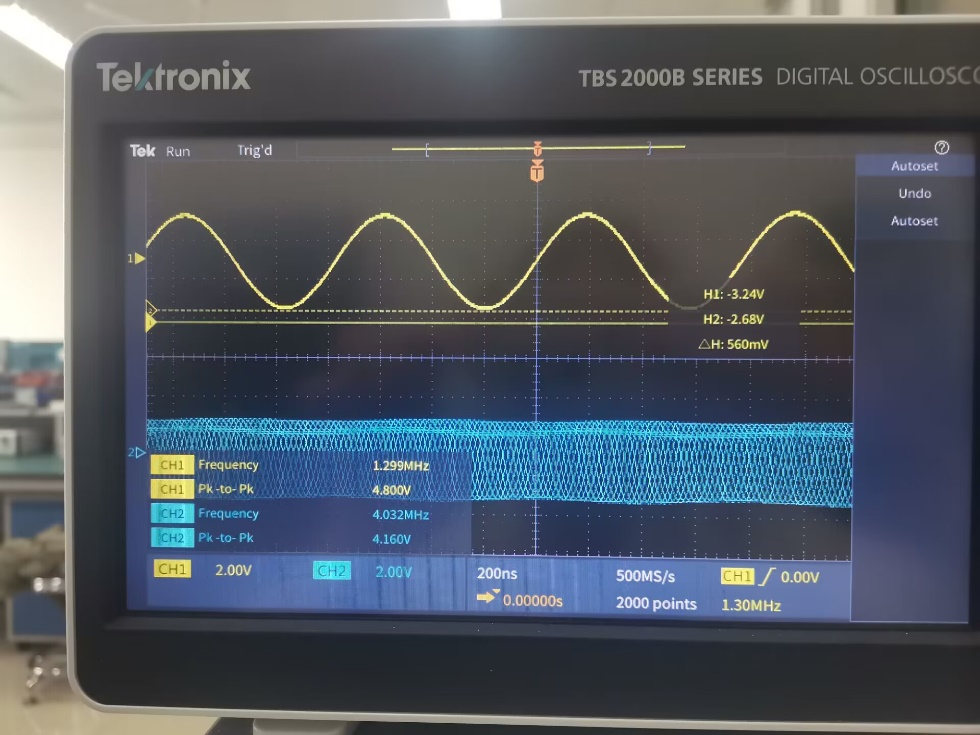 Tektronix
TBS 2000B SERIES DIGITAL OSCILLOSC
Tek Run Trig'd
T
T
Autoset
Undo
Autoset
1
H1: -3.24V
H2: -2.68V
△H: 560mV
2
CH1 Frequency 1.299MHz
CH1 Pk-to-Pk 4.800V
CH2 Frequency 4.032MHz
CH2 Pk-to-Pk 4.160V
CH1 2.00V CH2 2.00V 200ns 500MS/s CH1 0.00V
0.00000s 2000 points 1.30MHz